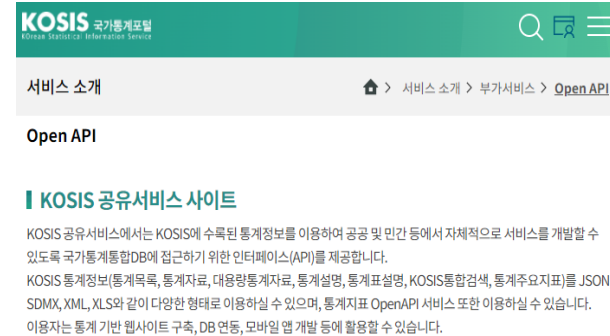 KOSIS 국가통계포털
KOrean Statistical Information Service
서비스 소개
서비스 소개 > 부가서비스 > Open API
Open API
KOSIS 공유서비스 사이트
KOSIS 공유서비스에서는 KOSIS에 수록된 통계정보를 이용하여 공공 및 민간 등에서 자체적으로 서비스를 개발할 수
있도록 국가통계통합DB에 접근하기 위한 인터페이스(API)를 제공합니다.
KOSIS 통계정보(통계목록, 통계자료, 대용량통계자료, 통계설명, 통계표설명, KOSIS통합검색, 통계주요지표)를 JSON
SDMX, XML, XLS와 같이 다양한 형태로 이용하실 수 있으며, 통계지표 OpenAPI 서비스 또한 이용하실 수 있습니다.
이용자는 통계 기반 웹사이트 구축, DB 연동, 모바일 앱 개발 등에 활용할 수 있습니다.